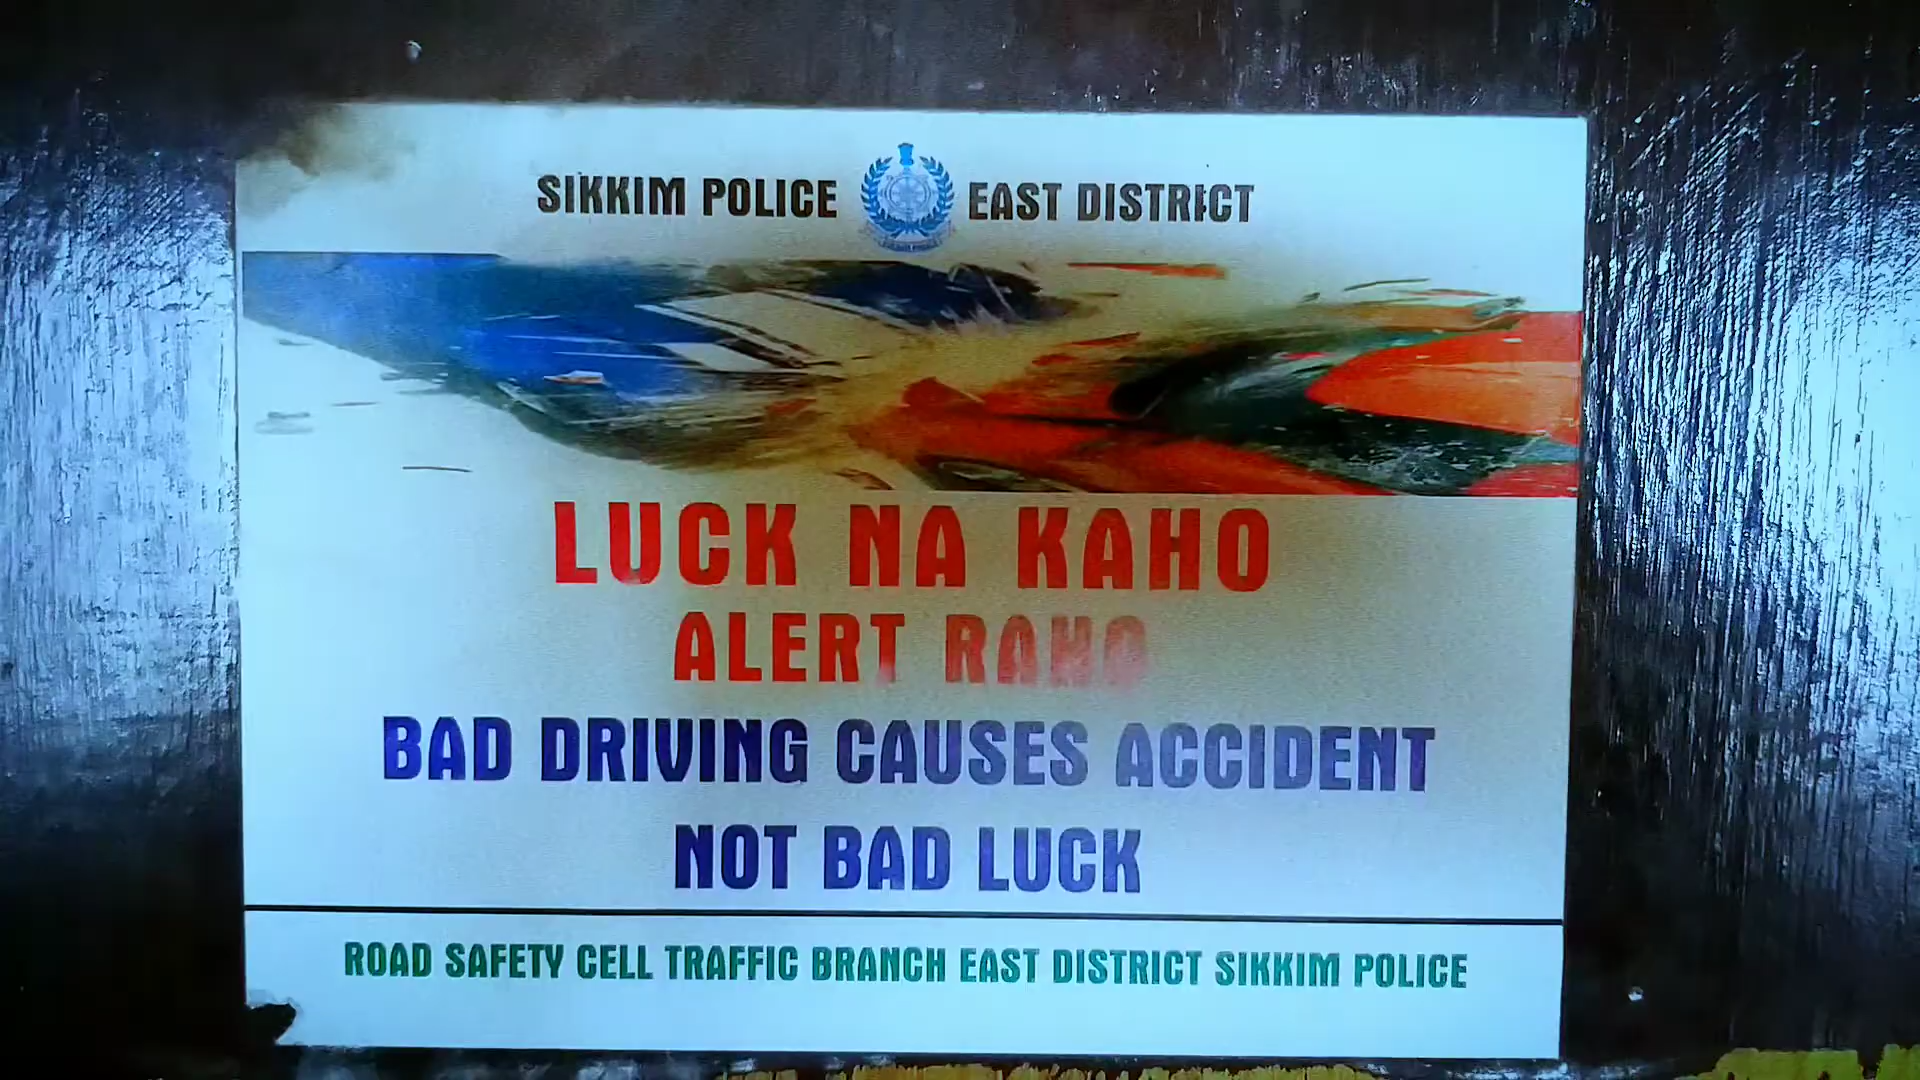 SIKKIM POLICE EAST DISTRICT
LUCK NA KAHO
ALERT RAHO
BAD DRIVING CAUSES ACCIDENT
NOT BAD LUCK
ROAD SAFETY CELL TRAFFIC BRANCH EAST DISTRICT SIKKIM POLICE